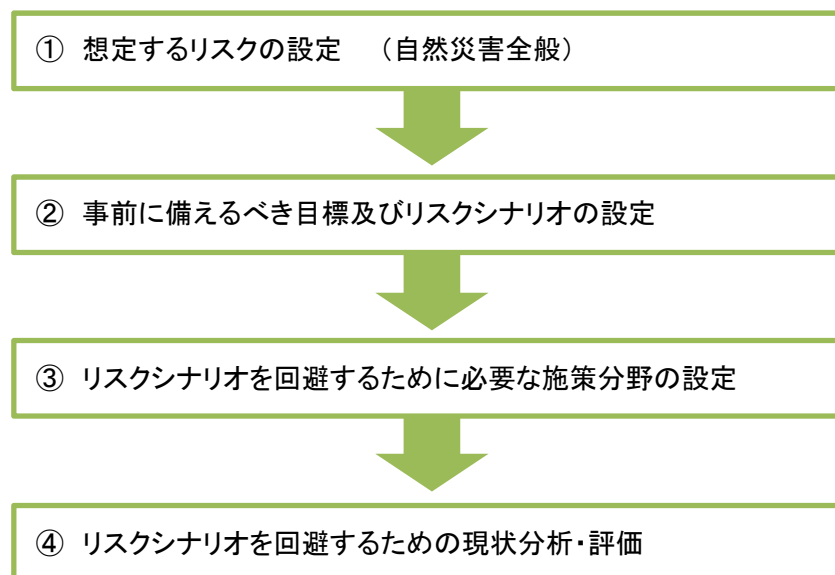 ① 想定するリスクの設定　（自然災害全般）
② 事前に備えるべき目標及びリスクシナリオの設定
③ リスクシナリオを回避するために必要な施策分野の設定
④ リスクシナリオを回避するための現状分析・評価